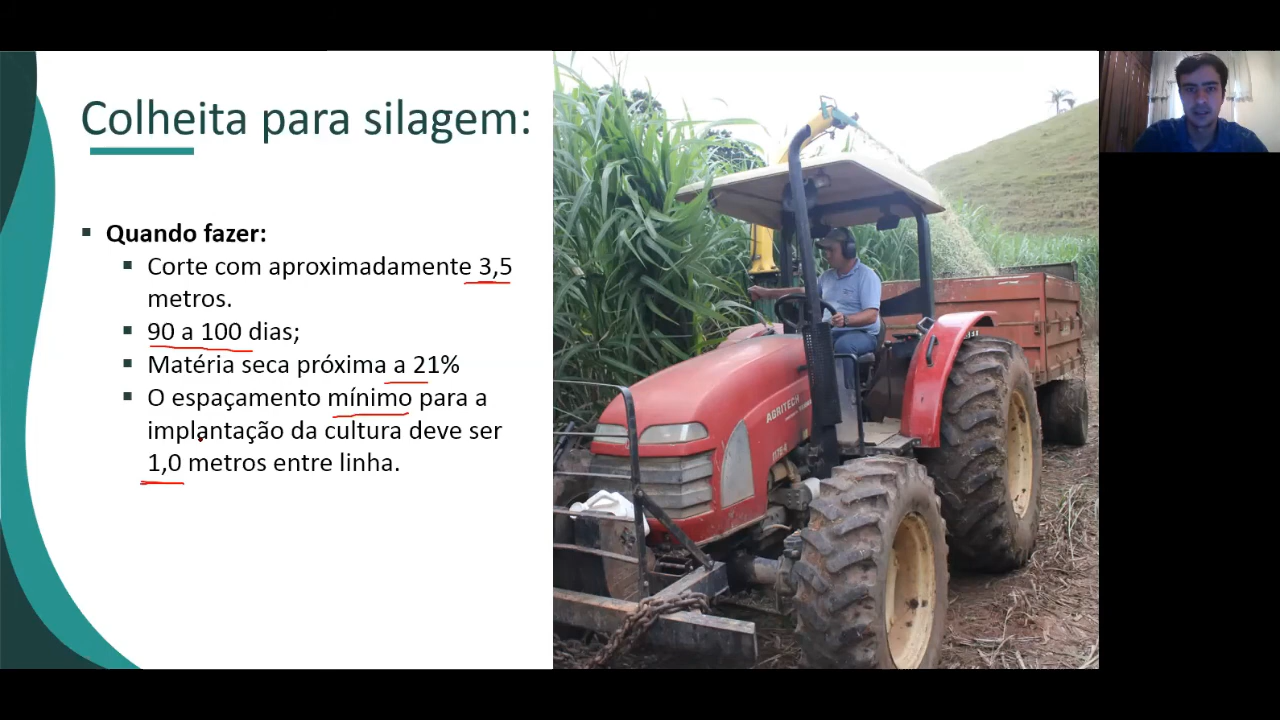 Colheita para silagem:
▪ Quando fazer:
▪ Corte com aproximadamente 3,5
metros.
▪ 90 a 100 dias;
▪ Matéria seca próxima a 21%
▪ O espaçamento mínimo para a
implantação da cultura deve ser
1,0 metros entre linha.
AGRITECH